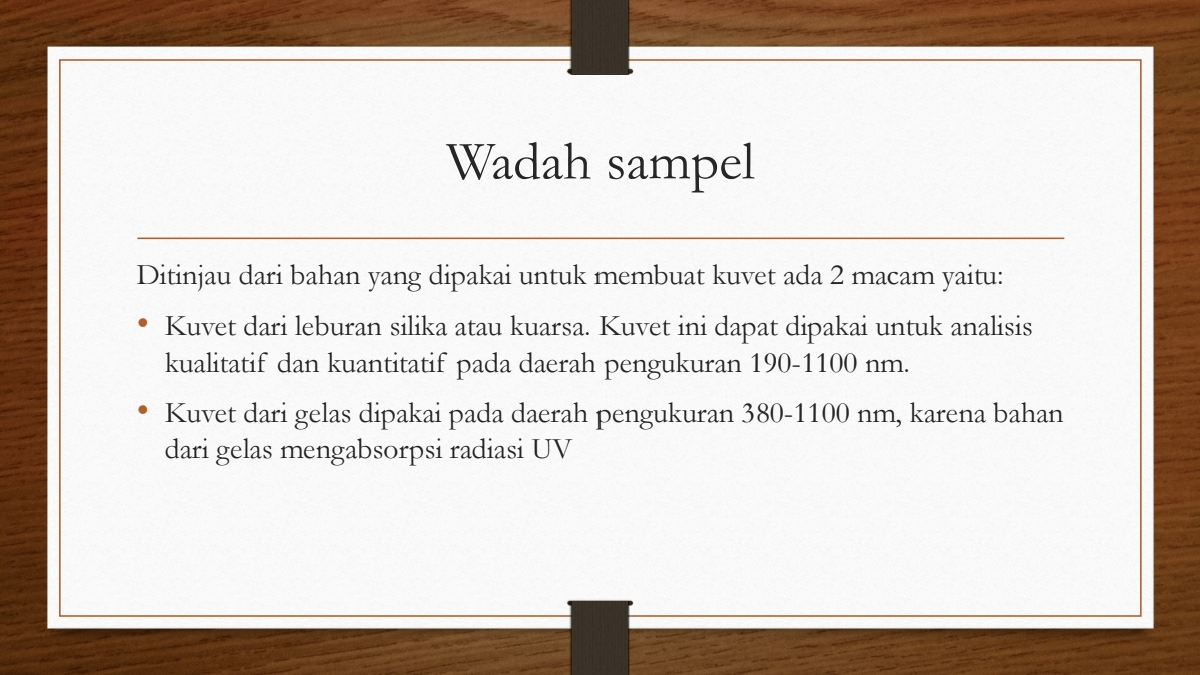 Wadah sampel
Ditinjau dari bahan yang dipakai untuk membuat kuvet ada 2 macam yaitu:
• Kuvet dari leburan silika atau kuarsa. Kuvet ini dapat dipakai untuk analisis
kualitatif dan kuantitatif pada daerah pengukuran 190-1100 nm.
• Kuvet dari gelas dipakai pada daerah pengukuran 380-1100 nm, karena bahan
dari gelas mengabsorpsi radiasi UV